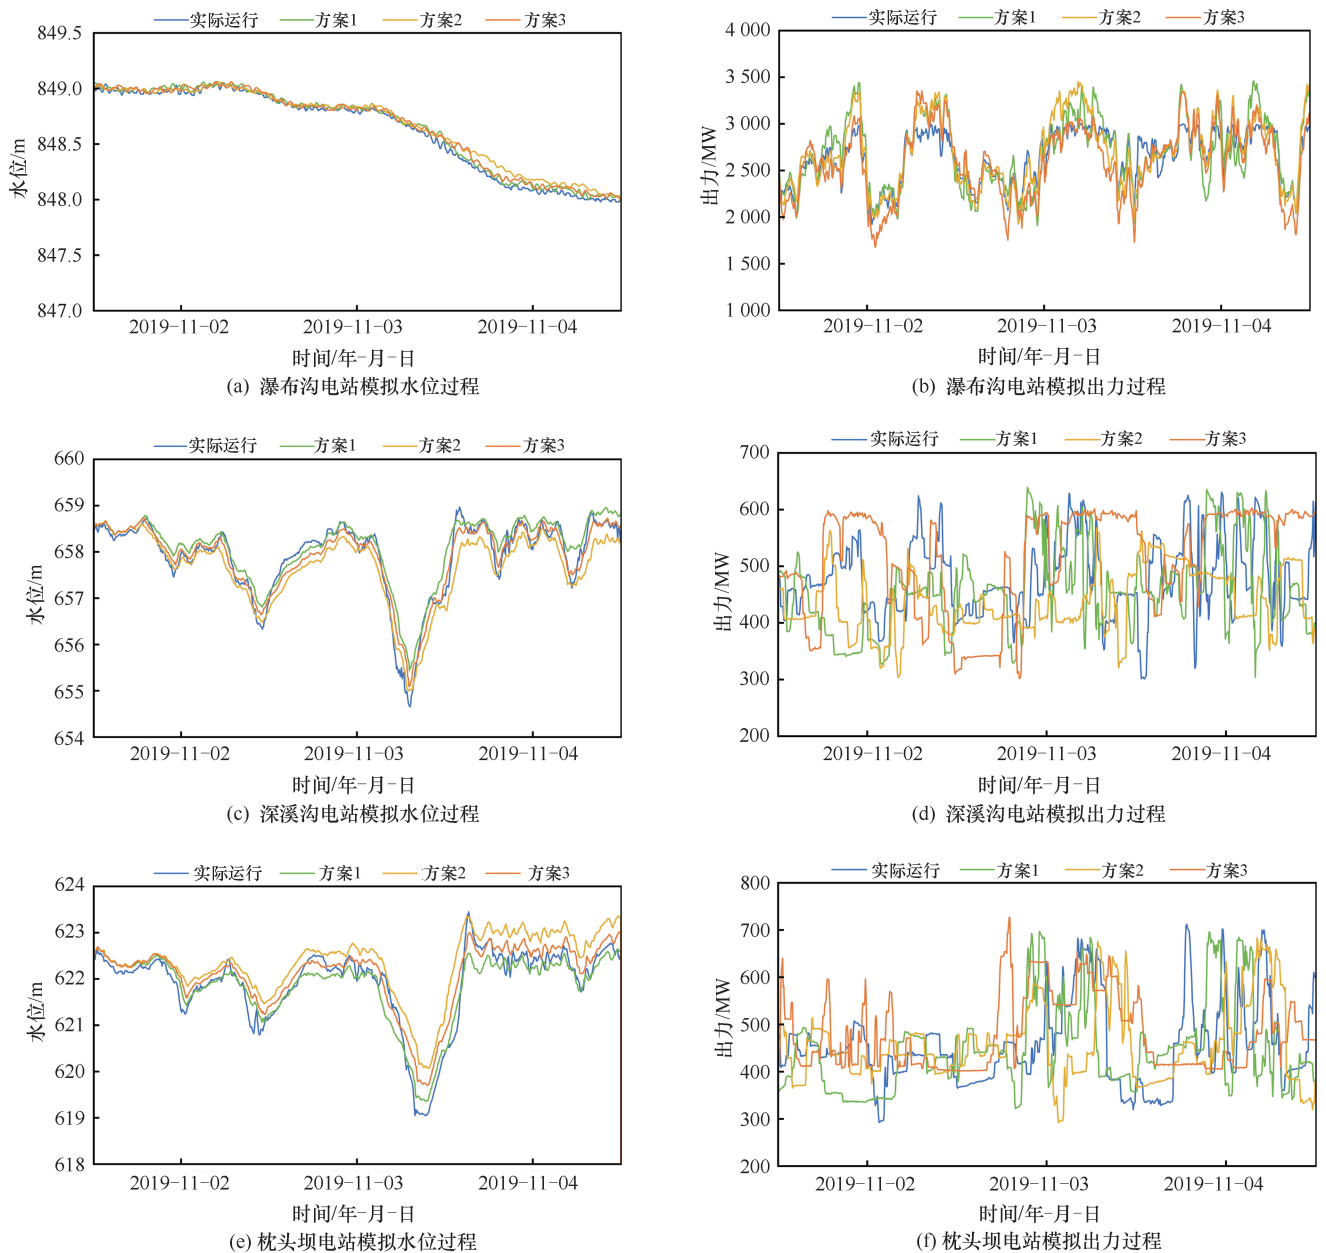 实际运行 方案1 方案2 方案3
849.5
849.0
848.5
848.0
847.5
847.0
水位/m
2019-11-02 2019-11-03 2019-11-04
时间/年-月-日
(a) 瀑布沟电站模拟水位过程
实际运行 方案1 方案2 方案3
4 000
3 500
3 000
2 500
2 000
1 500
1 000
出力/MW
2019-11-02 2019-11-03 2019-11-04
时间/年-月-日
(b) 瀑布沟电站模拟出力过程
实际运行 方案1 方案2 方案3
660
659
658
657
656
655
654
水位/m
2019-11-02 2019-11-03 2019-11-04
时间/年-月-日
(c) 深溪沟电站模拟水位过程
实际运行 方案1 方案2 方案3
700
600
500
400
300
200
出力/MW
2019-11-02 2019-11-03 2019-11-04
时间/年-月-日
(d) 深溪沟电站模拟出力过程
实际运行 方案1 方案2 方案3
624
623
622
621
620
619
618
水位/m
2019-11-02 2019-11-03 2019-11-04
时间/年-月-日
(e) 枕头坝电站模拟水位过程
实际运行 方案1 方案2 方案3
800
700
600
500
400
300
200
出力/MW
2019-11-02 2019-11-03 2019-11-04
时间/年-月-日
(f) 枕头坝电站模拟出力过程